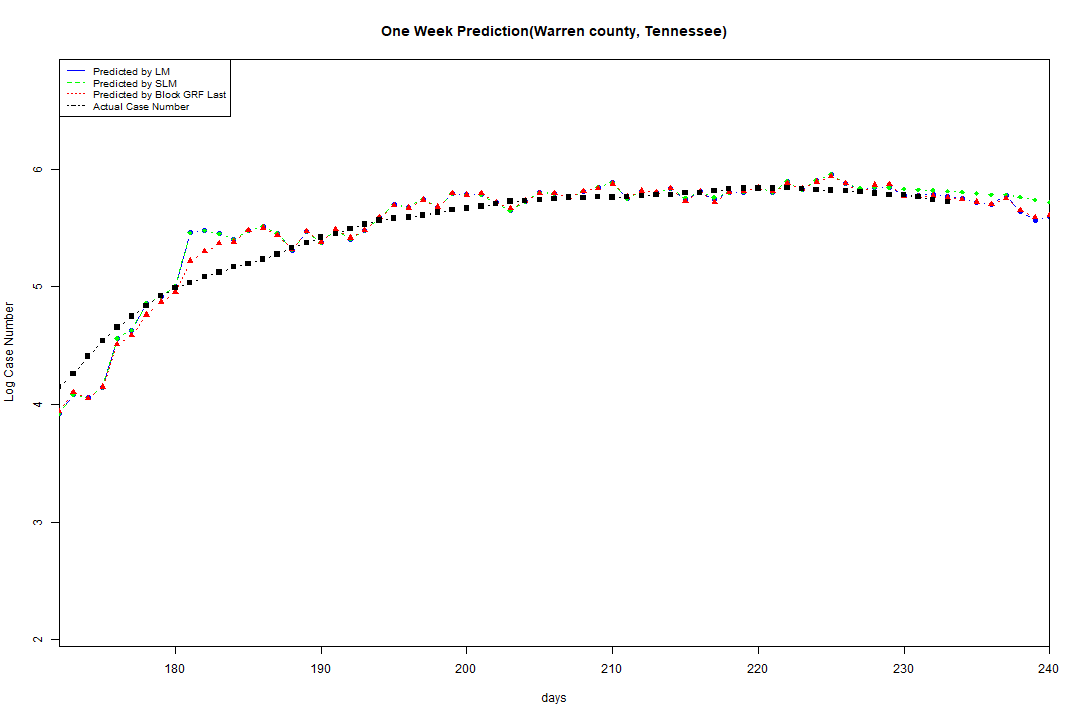 One Week Prediction(Warren county, Tennessee)
Predicted by LM
Predicted by SLM
Predicted by Block GRF Last
Actual Case Number
Log Case Number
6
5
4
3
2
180 190 200 210 220 230 240
days